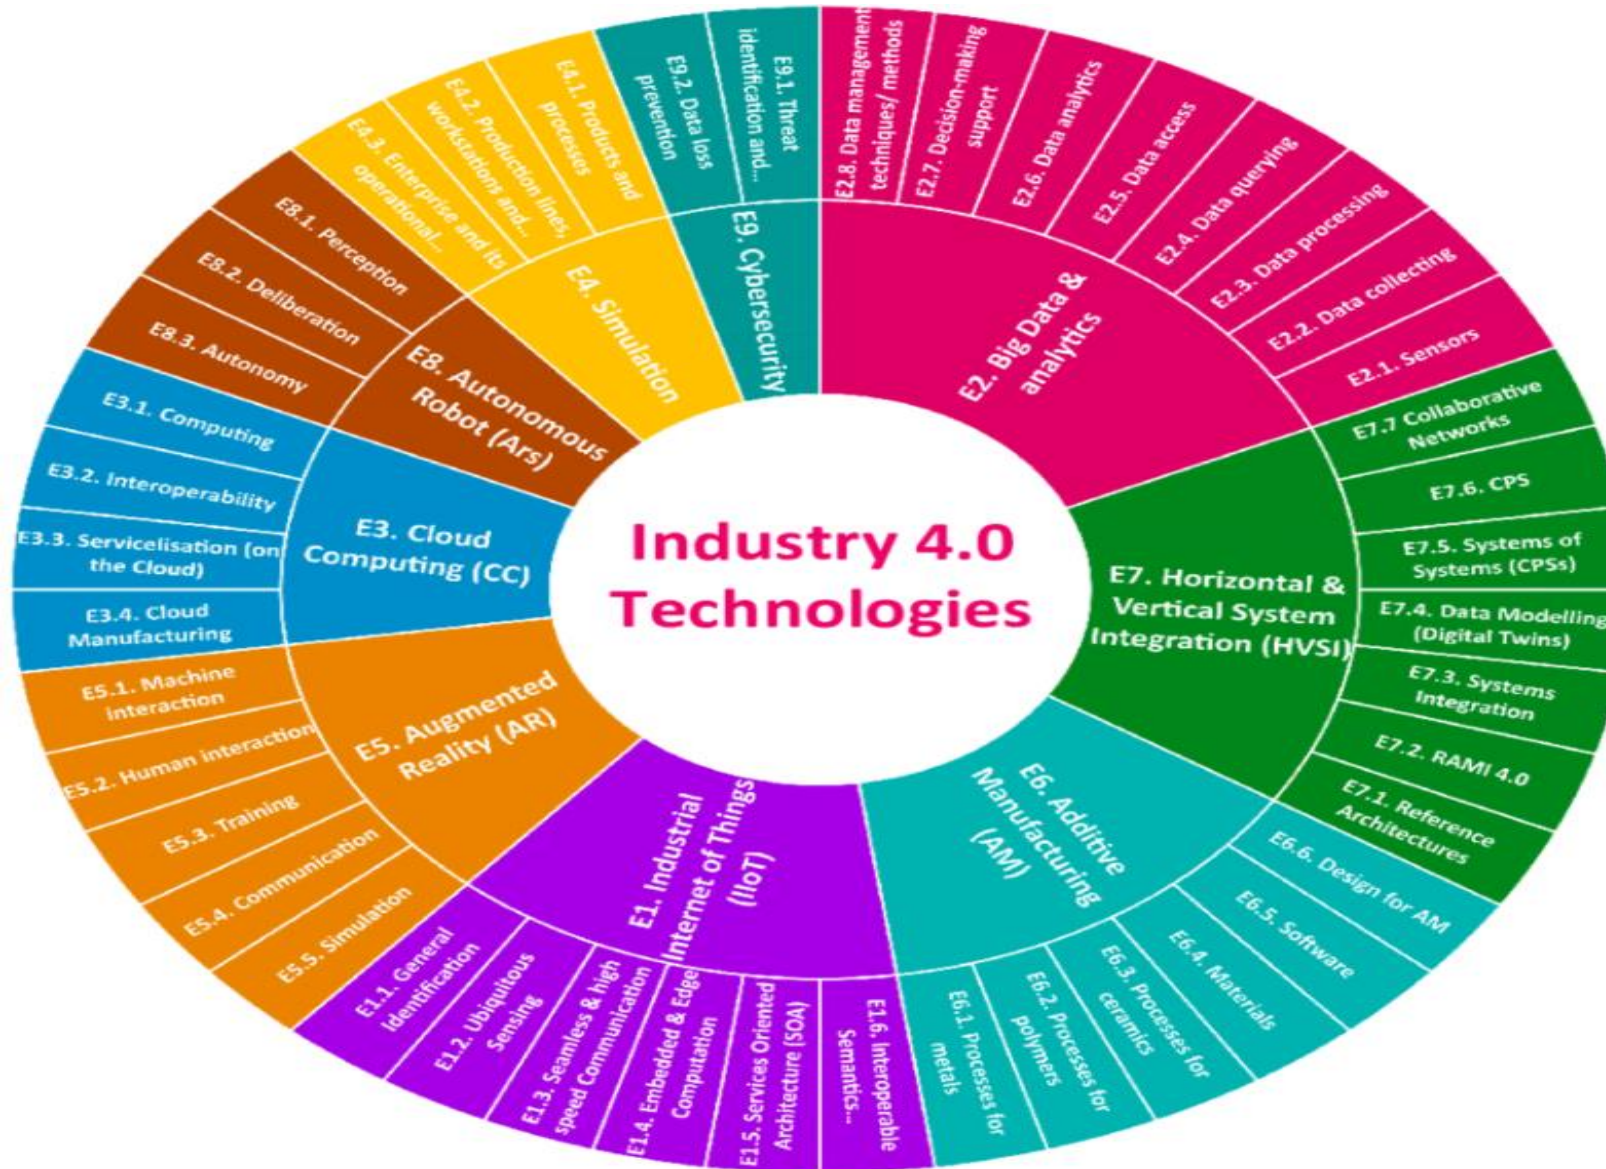 Industry 4.0
Technologies
E2. Big Data &
analytics
E2.8. Data management
techniques/ methods
E2.7. Decision-making
support
E2.6. Data analytics
E2.5. Data access
E2.4. Data querying
E2.3. Data processing
E2.2. Data collecting
E2.1. Sensors
E7. Horizontal &
Vertical System
Integration (HVSI)
E7.7 Collaborative
Networks
E7.6. CPS
E7.5. Systems of
Systems (CPSs)
E7.4. Data Modelling
(Digital Twins)
E7.3. Systems
Integration
E7.2. RAMI 4.0
E7.1. Reference
Architectures
E6. Additive
Manufacturing
(AM)
E6.6. Design for AM
E6.5. Software
E6.4. Materials
E6.3. Processes for
ceramics
E6.2. Processes for
polymers
E6.1. Processes for
metals
E1. Industrial
Internet of Things
(IIoT)
E1.6. Interoperable
Semantics...
E1.5. Services Oriented
Architecture (SOA)
E1.4. Embedded & Edge
Computation
E1.3. Seamless & high
speed Communication
E1.2. Ubiquitous
Sensing
E1.1. General
Identification
E5. Augmented
Reality (AR)
E5.5. Simulation
E5.4. Communication
E5.3. Training
E5.2. Human interaction
E5.1. Machine
interaction
E3. Cloud
Computing (CC)
E3.4. Cloud
Manufacturing
E3.3. Servicelisation (on
the Cloud)
E3.2. Interoperability
E3.1. Computing
E8. Autonomous
Robot (Ars)
E8.3. Autonomy
E8.2. Deliberation
E8.1. Perception
E4. Simulation
E4.3. Enterprise and its
operational...
E4.2. Production lines,
workstations and...
E4.1. Products and
processes
E9. Cybersecurity
E9.2. Data loss
prevention
E9.1. Threat
identification and...